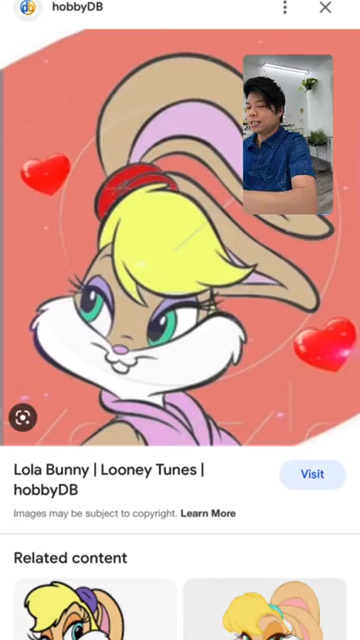 hobbyDB
Lola Bunny | Looney Tunes |
hobbyDB
Visit
Images may be subject to copyright. Learn More
Related content